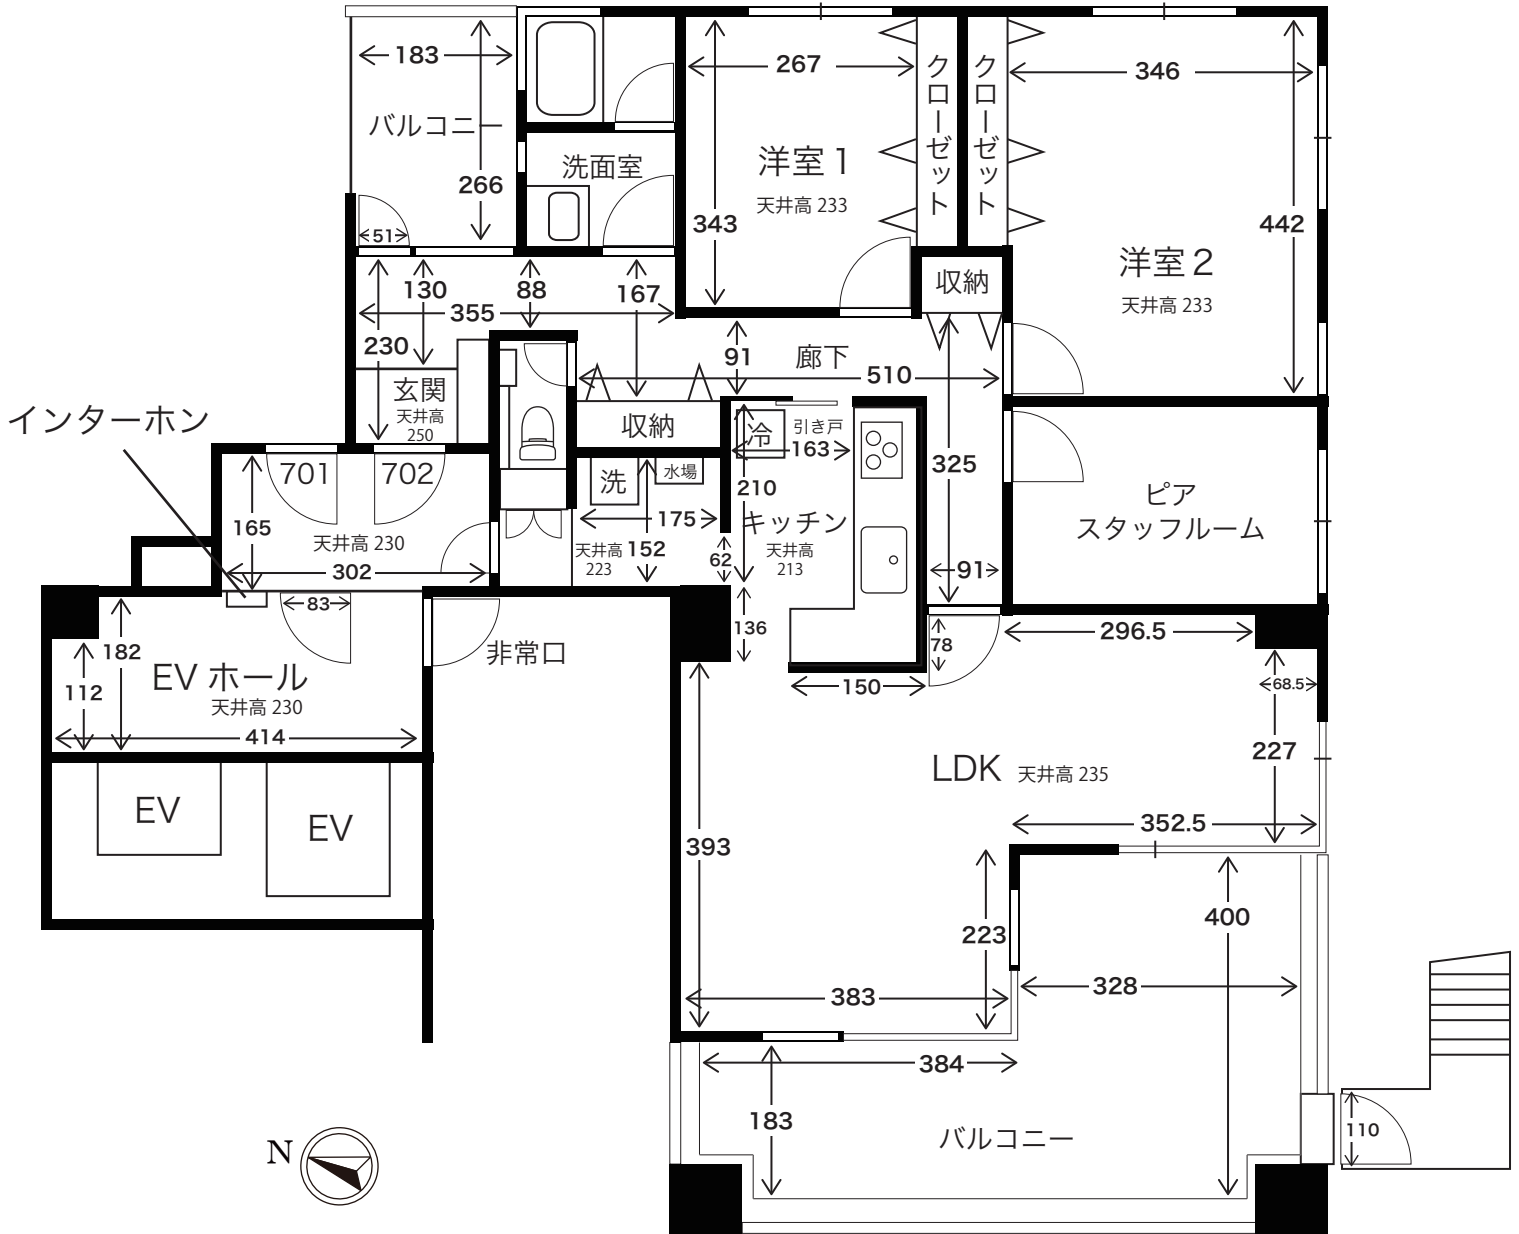 183
バルコニー
266
51
洗面室
267
洋室1
天井高 233
343
クローゼット
クローゼット
346
442
洋室2
天井高 233
収納
130
88
167
355
230
玄関
天井高
250
91
廊下
510
325
収納
冷
引き戸
163
210
キッチン
天井高
213
インターホン
701
702
165
天井高 230
302
洗
水場
175
天井高
223
152
62
91
ピア
スタッフルーム
83
182
112
EV ホール
天井高 230
414
非常口
136
150
78
296.5
68.5
227
EV
EV
LDK 天井高 235
352.5
393
223
400
383
328
384
183
バルコニー
110
N